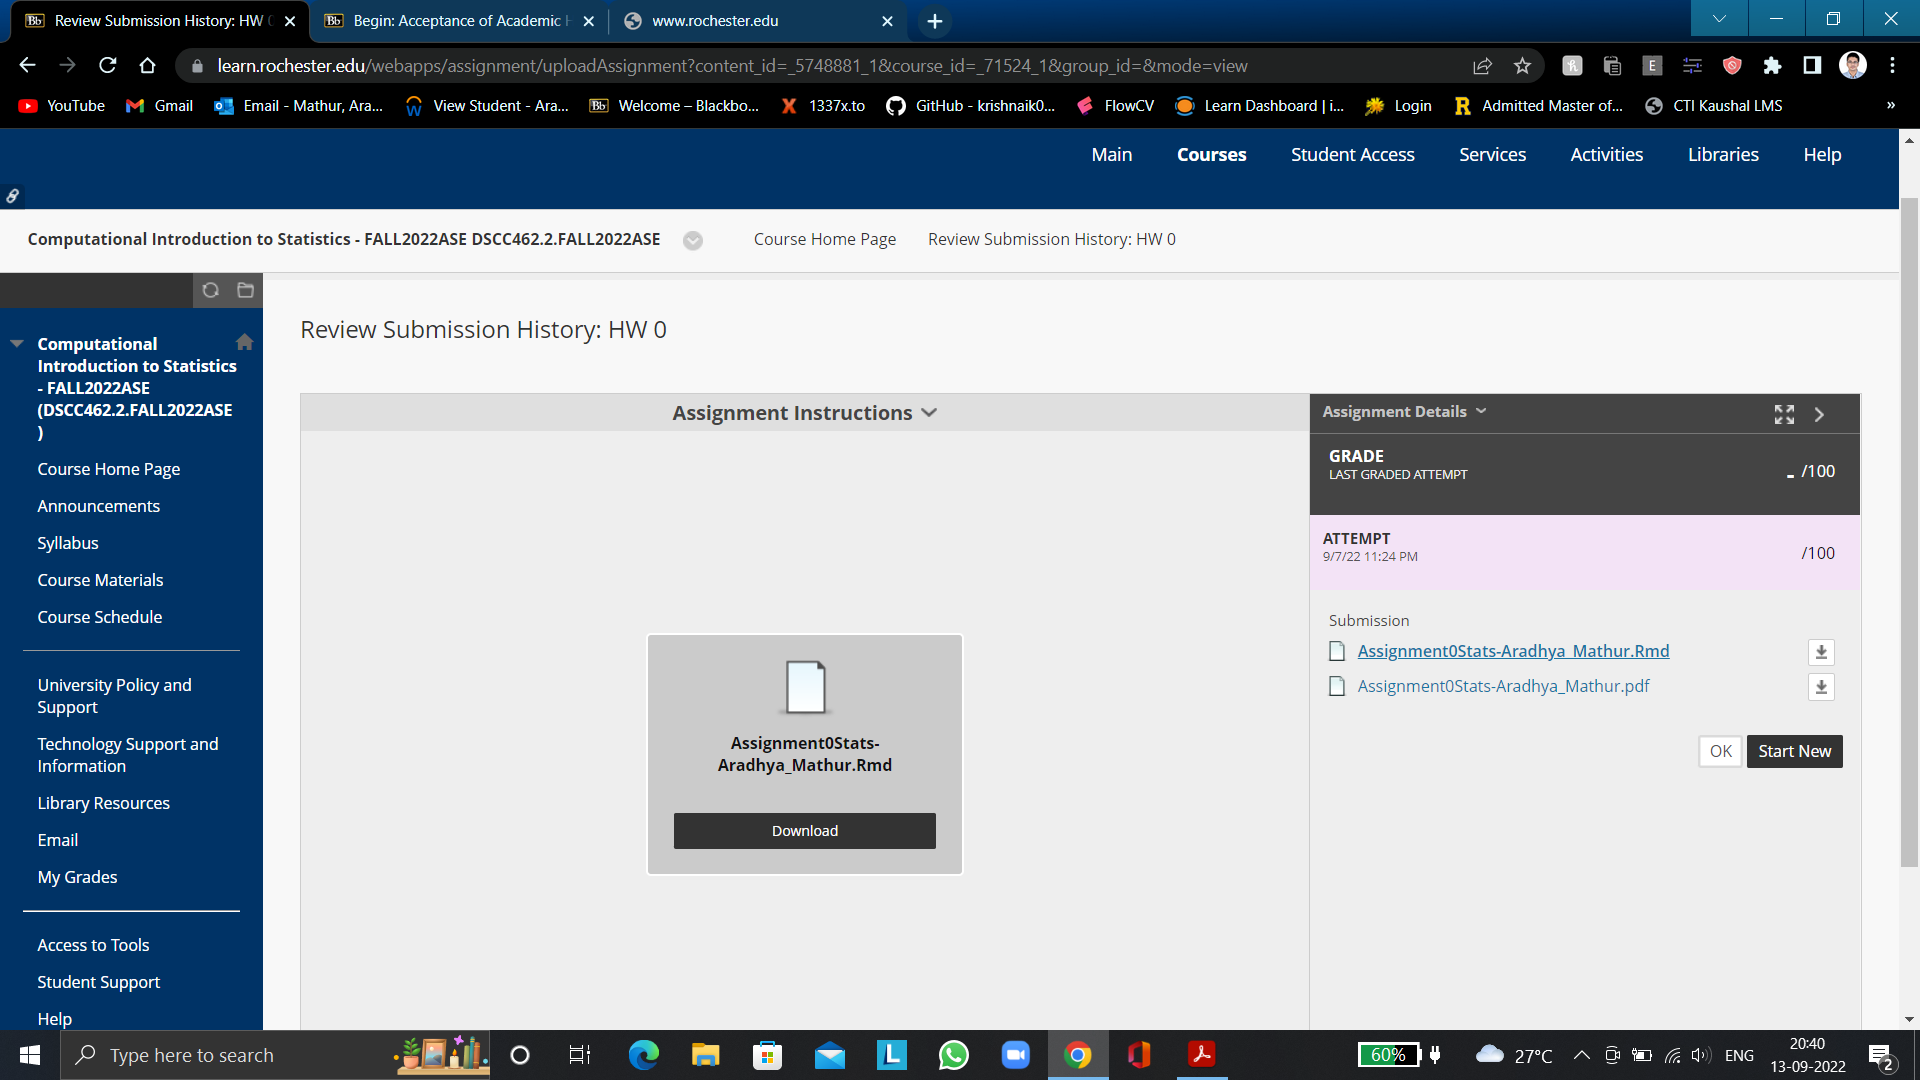 Review Submission History: HW 0
Begin: Acceptance of Academic H
www.rochester.edu
learn.rochester.edu/webapps/assignment/uploadAssignment?content_id=_5748881_1&course_id=_71524_1&group_id=&mode=view
E
YouTube
Gmail
Email - Mathur, Ara...
View Student - Ara...
Bb Welcome – Blackbo...
1337x.to
GitHub - krishnaik0...
FlowCV
Learn Dashboard | i...
Login
R Admitted Master of...
CTI Kaushal LMS
»
Main
Courses
Student Access
Services
Activities
Libraries
Help
Computational Introduction to Statistics - FALL2022ASE DSCC462.2.FALL2022ASE
Course Home Page
Review Submission History: HW 0
Computational
Introduction to Statistics
- FALL2022ASE
(DSCC462.2.FALL2022ASE
)
Course Home Page
Announcements
Syllabus
Course Materials
Course Schedule
University Policy and
Support
Technology Support and
Information
Library Resources
Email
My Grades
Access to Tools
Student Support
Help
Review Submission History: HW 0
Assignment Instructions
Assignment0Stats-
Aradhya_Mathur.Rmd
Download
Assignment Details
GRADE
LAST GRADED ATTEMPT
- /100
ATTEMPT
9/7/22 11:24 PM
/100
Submission
Assignment0Stats-Aradhya_Mathur.Rmd
Assignment0Stats-Aradhya_Mathur.pdf
OK
Start New
Type here to search
L
60%
27°C
ENG
20:40
13-09-2022
2